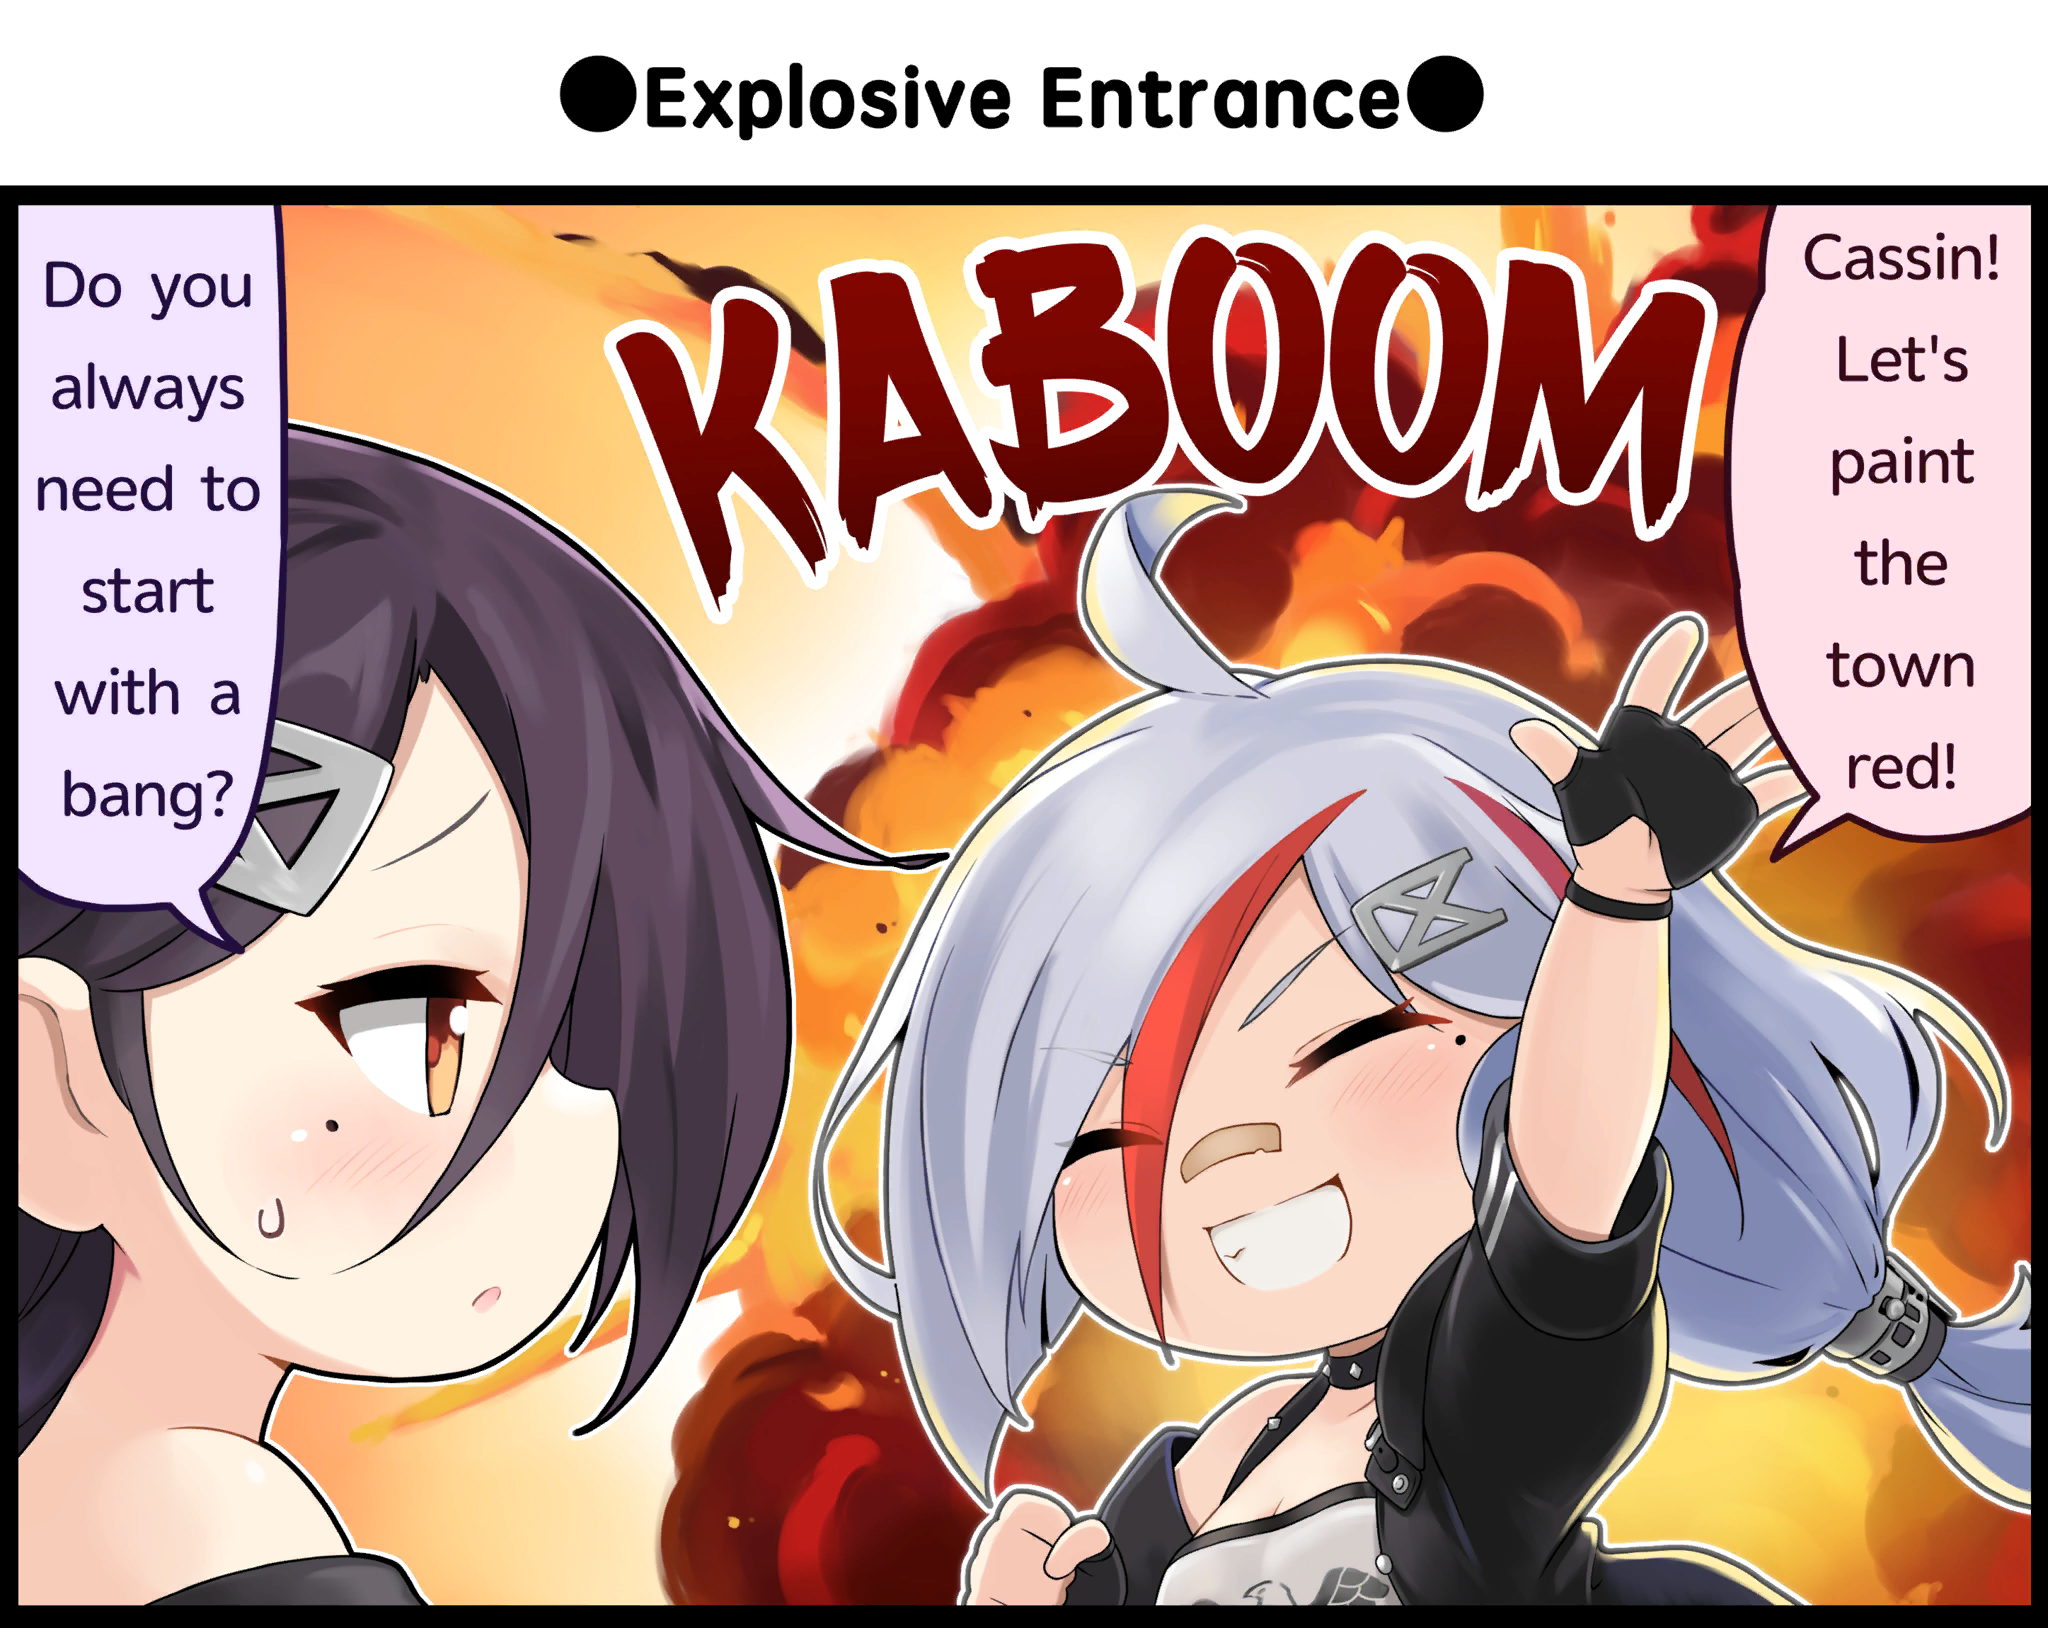 ●Explosive Entrance●
Do you
always
need to
start
with a
bang?
KABOOM
Cassin!
Let's
paint
the
town
red!